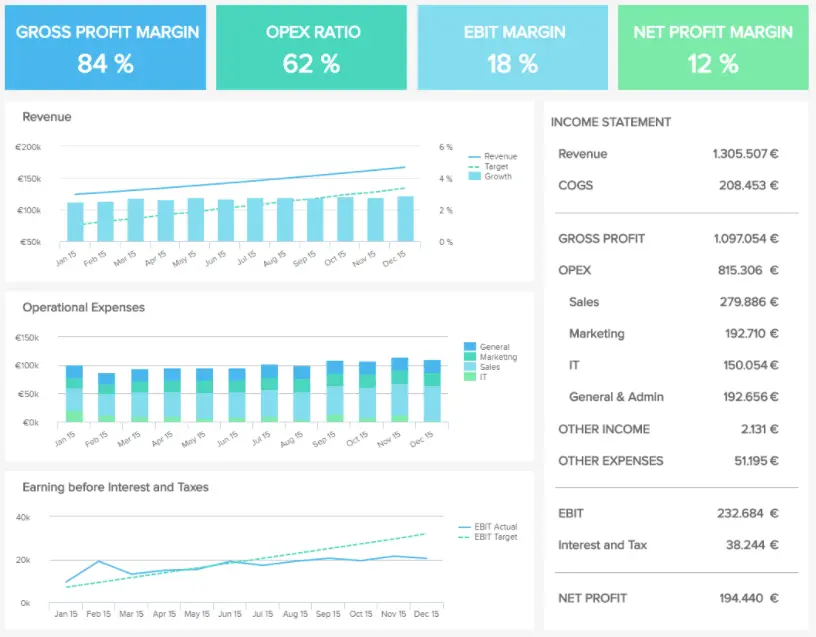 GROSS PROFIT MARGIN
84 %
OPEX RATIO
62 %
EBIT MARGIN
18 %
NET PROFIT MARGIN
12 %
Revenue
€200k
€150k
€100k
€50k
6 %
4 %
2 %
0 %
Jan 15 Feb 15 Mar 15 Apr 15 May 15 Jun 15 Jul 15 Aug 15 Sep 15 Oct 15 Nov 15 Dec 15
Revenue
Target
Growth
Operational Expenses
€150k
€100k
€50k
€0k
Jan 15 Feb 15 Mar 15 Apr 15 May 15 Jun 15 Jul 15 Aug 15 Sep 15 Oct 15 Nov 15 Dec 15
General
Marketing
Sales
IT
Earning before Interest and Taxes
40k
20k
0k
Jan 15 Feb 15 Mar 15 Apr 15 May 15 Jun 15 Jul 15 Aug 15 Sep 15 Oct 15 Nov 15 Dec 15
EBIT Actual
EBIT Target
INCOME STATEMENT
Revenue 1.305.507 €
COGS 208.453 €
GROSS PROFIT 1.097.054 €
OPEX 815.306 €
Sales 279.886 €
Marketing 192.710 €
IT 150.054 €
General & Admin 192.656 €
OTHER INCOME 2.131 €
OTHER EXPENSES 51.195 €
EBIT 232.684 €
Interest and Tax 38.244 €
NET PROFIT 194.440 €